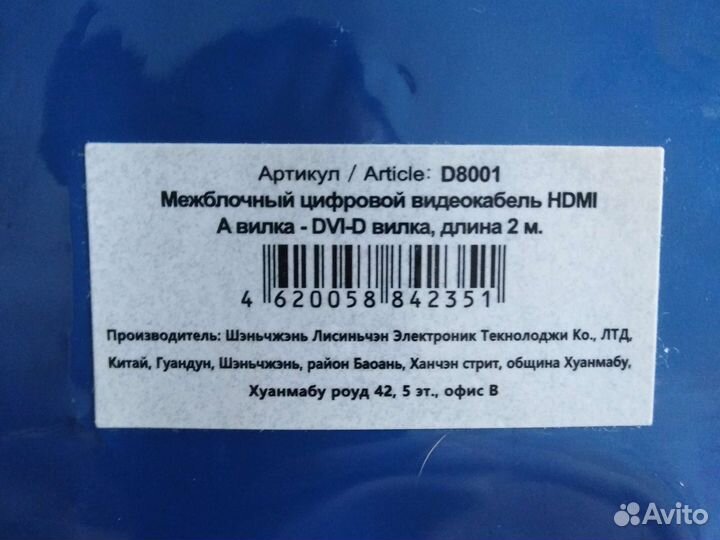 Артикул / Article: D8001
Межблочный цифровой видеокабель HDMI
А вилка - DVI-D вилка, длина 2 м.
4 620058 842351
Производитель: Шэньчжэнь Лисиньчэн Электроник Текнолоджи Ко., ЛТД,
Китай, Гуандун, Шэньчжэнь, район Баоань, Ханчэн стрит, община Хуанмабу,
Хуанмабу роуд 42, 5 эт., офис В
Avito